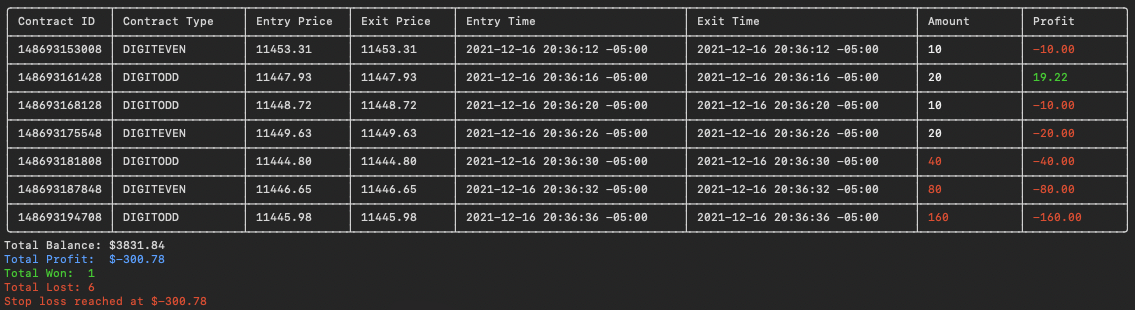 Contract ID Contract Type Entry Price Exit Price Entry Time Exit Time Amount Profit
148693153008 DIGITEVEN 11453.31 11453.31 2021-12-16 20:36:12 -05:00 2021-12-16 20:36:12 -05:00 10 -10.00
148693161428 DIGITODD 11447.93 11447.93 2021-12-16 20:36:16 -05:00 2021-12-16 20:36:16 -05:00 20 19.22
148693168128 DIGITODD 11448.72 11448.72 2021-12-16 20:36:20 -05:00 2021-12-16 20:36:20 -05:00 10 -10.00
148693175548 DIGITEVEN 11449.63 11449.63 2021-12-16 20:36:26 -05:00 2021-12-16 20:36:26 -05:00 20 -20.00
148693181808 DIGITODD 11444.80 11444.80 2021-12-16 20:36:30 -05:00 2021-12-16 20:36:30 -05:00 40 -40.00
148693187848 DIGITEVEN 11446.65 11446.65 2021-12-16 20:36:32 -05:00 2021-12-16 20:36:32 -05:00 80 -80.00
148693194708 DIGITODD 11445.98 11445.98 2021-12-16 20:36:36 -05:00 2021-12-16 20:36:36 -05:00 160 -160.00
Total Balance: $3831.84
Total Profit: $-300.78
Total Won: 1
Total Lost: 6
Stop loss reached at $-300.78